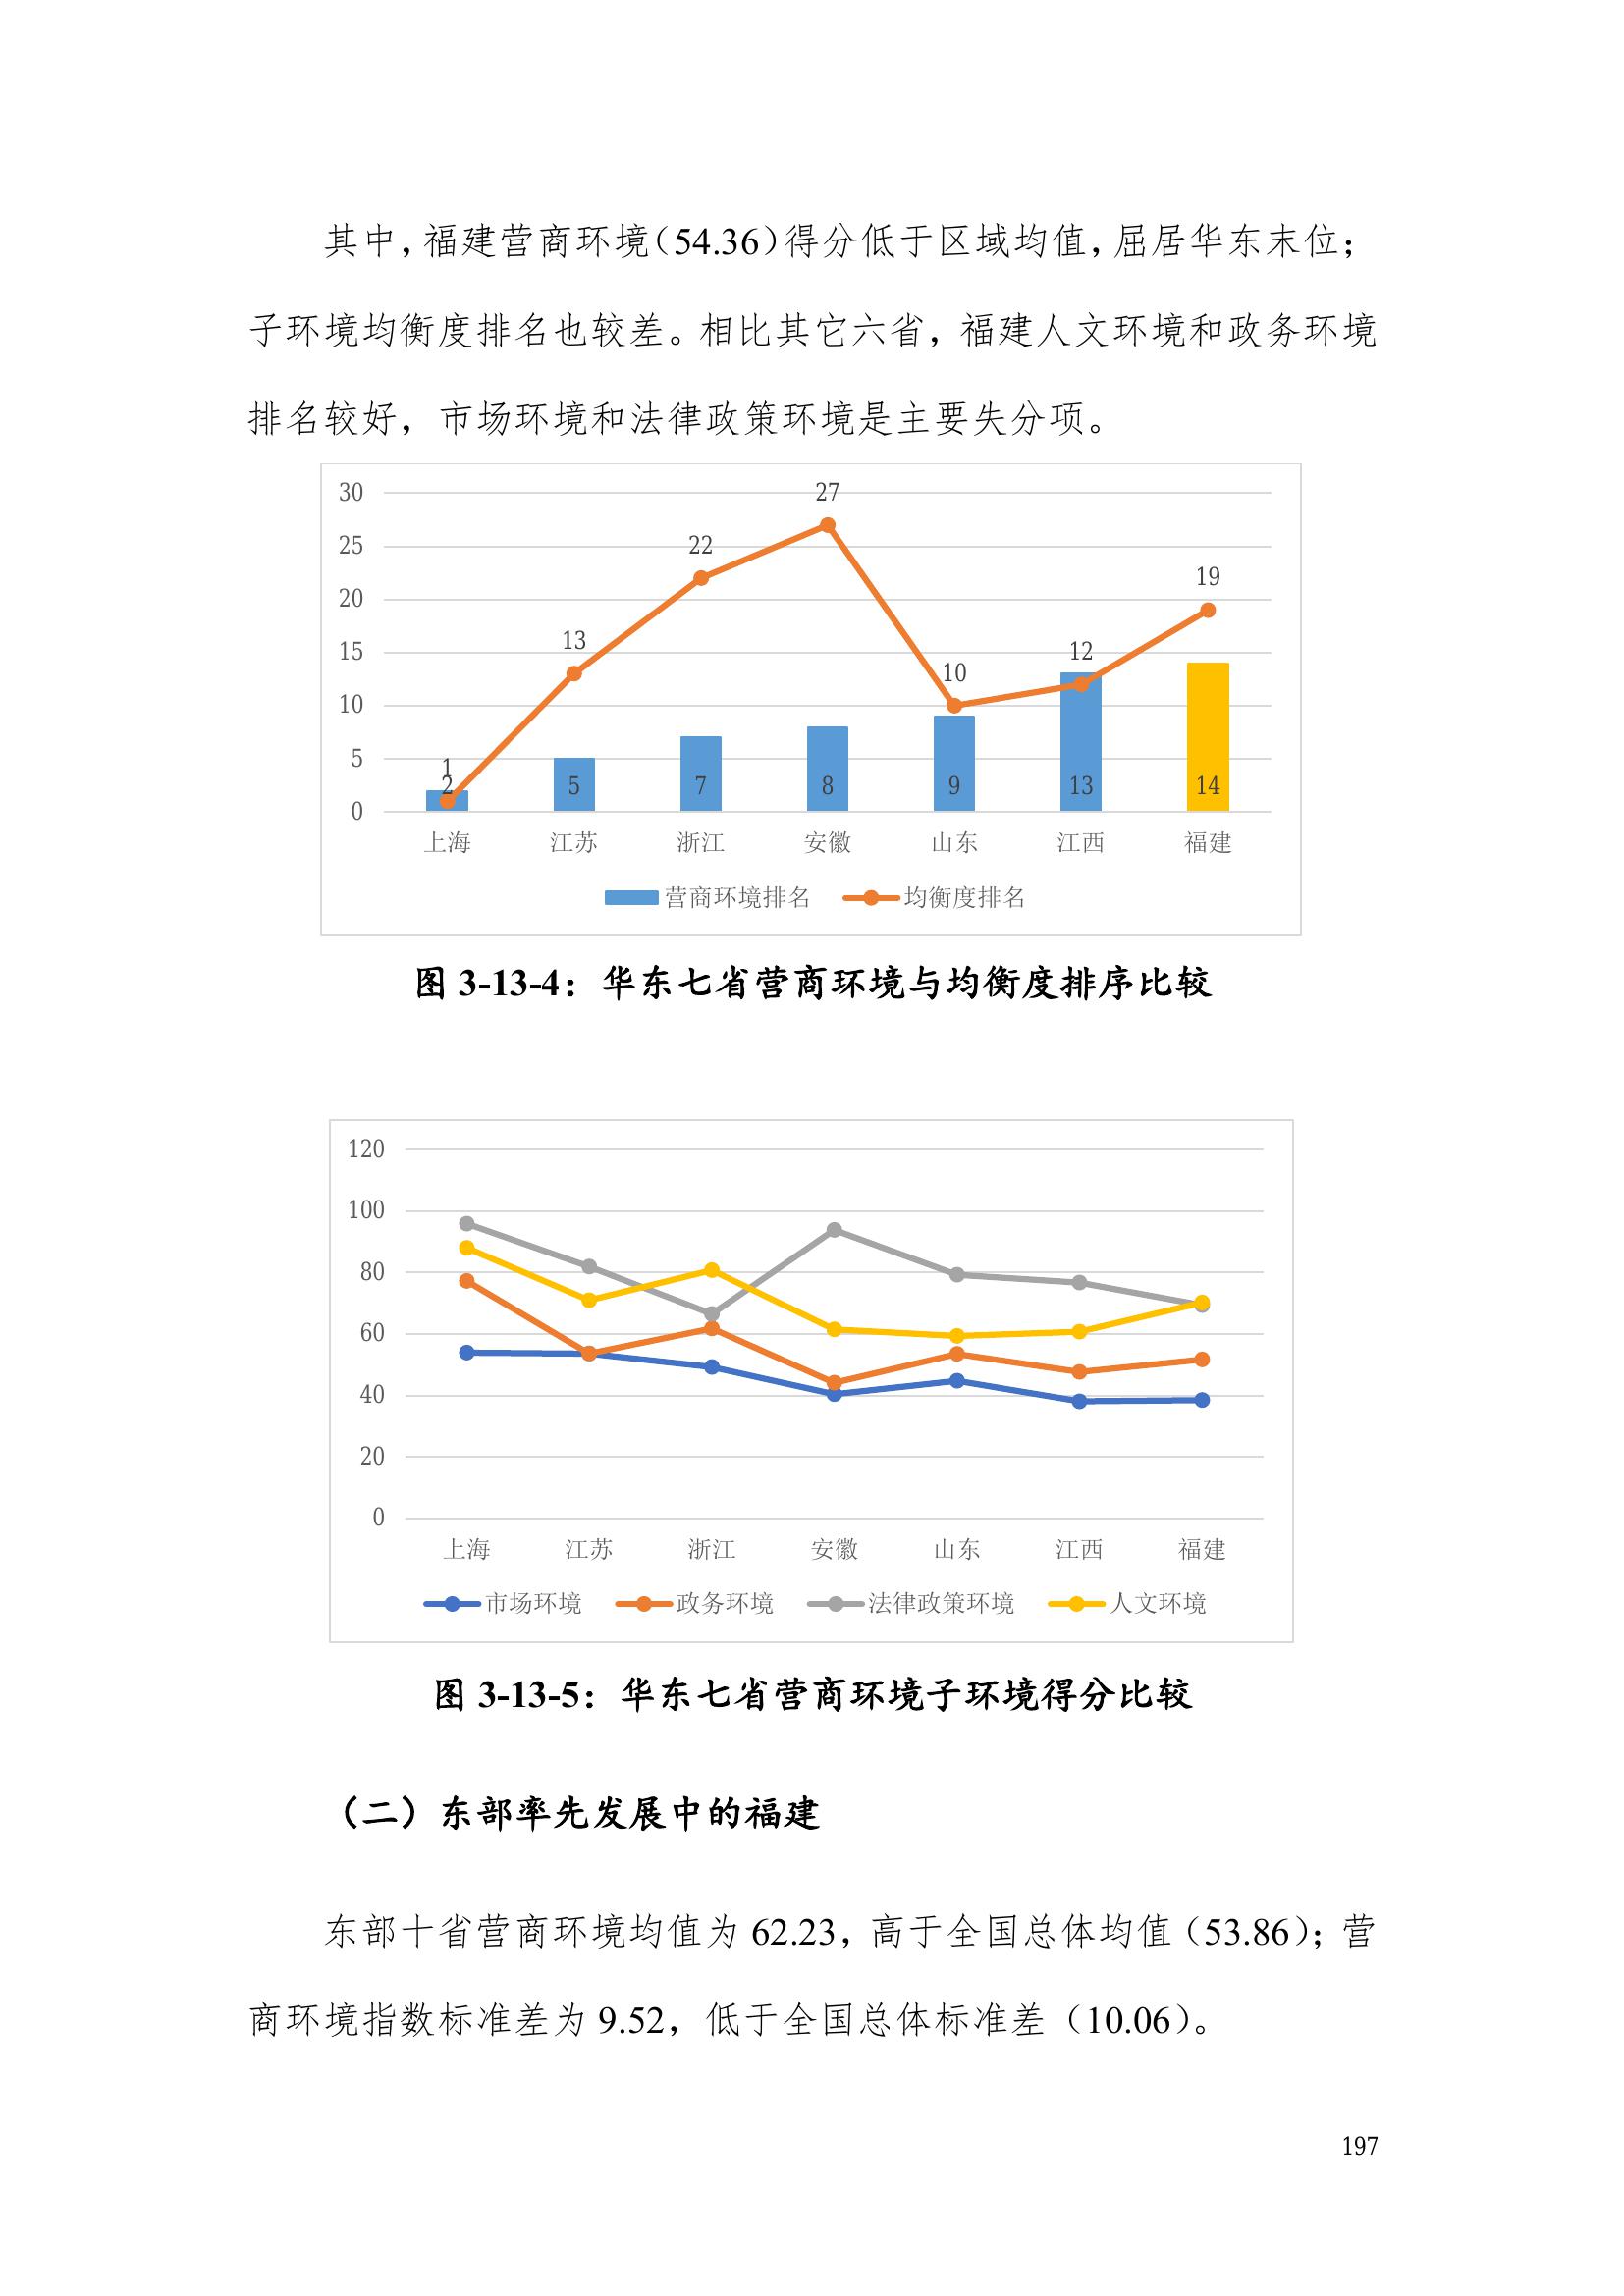 其中，福建营商环境（54.36）得分低于区域均值，屈居华东末位；
子环境均衡度排名也较差。相比其它六省，福建人文环境和政务环境
排名较好，市场环境和法律政策环境是主要失分项。
30
25
20
15
10
5
0
1
13
22
27
10
12
19
2
5
7
8
9
13
14
上海 江苏 浙江 安徽 山东 江西 福建
营商环境排名 均衡度排名
图 3-13-4：华东七省营商环境与均衡度排序比较
120
100
80
60
40
20
0
上海 江苏 浙江 安徽 山东 江西 福建
市场环境 政务环境 法律政策环境 人文环境
图 3-13-5：华东七省营商环境子环境得分比较
（二）东部率先发展中的福建
东部十省营商环境均值为 62.23，高于全国总体均值（53.86）；营
商环境指数标准差为 9.52，低于全国总体标准差（10.06）。
197